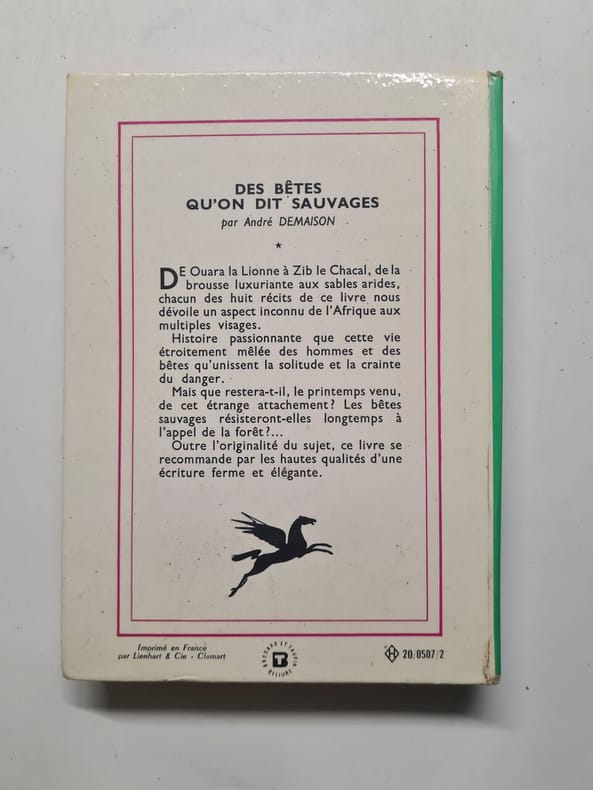 DES BÊTES
QU'ON DIT SAUVAGES
par André DEMAISON
DE Ouara la Lionne à Zib le Chacal, de la
brousse luxuriante aux sables arides,
chacun des huit récits de ce livre nous
dévoile un aspect inconnu de l'Afrique aux
multiples visages.
Histoire passionnante que cette vie
étroitement mêlée des hommes et des
bêtes qu'unissent la solitude et la crainte
du danger.
Mais que restera-t-il, le printemps venu,
de cet étrange attachement? Les bêtes
sauvages résisteront-elles longtemps à
l'appel de la forêt?...
Outre l'originalité du sujet, ce livre se
recommande par les hautes qualités d'une
écriture ferme et élégante.
Imprimé en France
par Lienhart & Cie - Clamart
BRODARD ET TAUPIN
RELIURE
H 20/0507/2